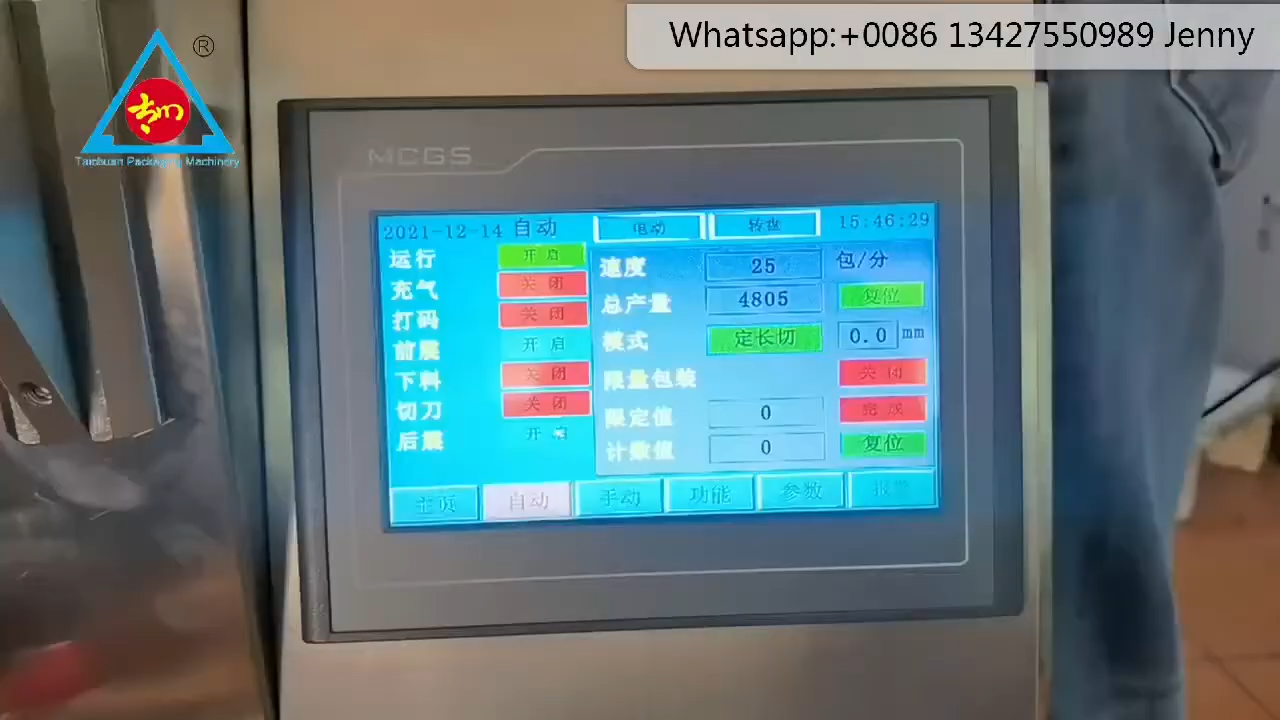 Whatsapp:+0086 13427550989 Jenny
®
Taichuan Packaging Machinery
MCGS
2021-12-14 自动 电动 转盘 15:46:29
运行 开启 速度 25 包/分
充气 关闭 总产量 4805 复位
打码 关闭 模式 定长切 0.0 mm
前震 开启
下料 关闭 限量包装 关闭
切刀 关闭 限定值 0 完成
后震 开启 计数值 0 复位
主页 自动 手动 功能 参数 报警